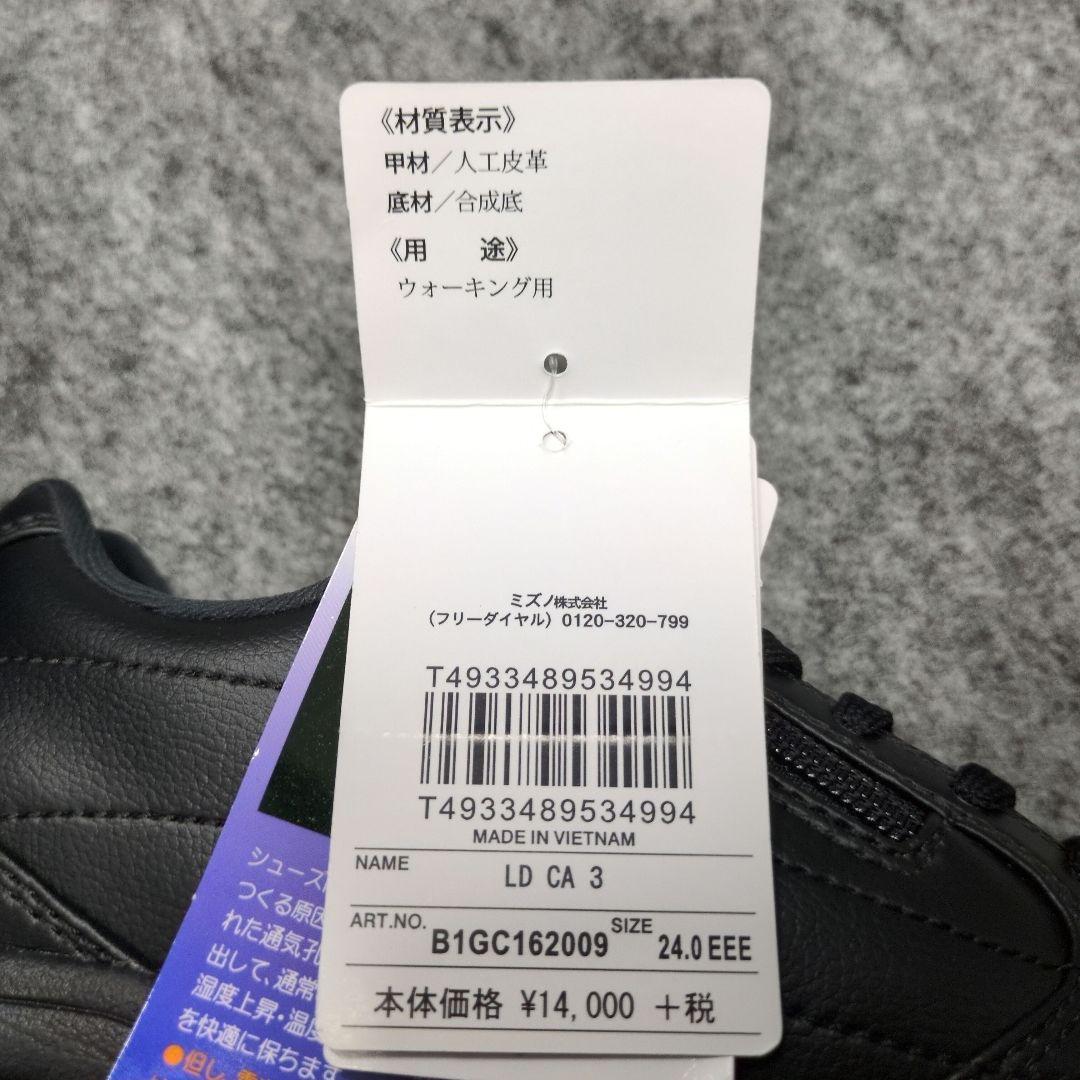 《材質表示》
甲材／人工皮革
底材／合成底
《用　途》
ウォーキング用
ミズノ株式会社
（フリーダイヤル）0120-320-799
T4933489534994
T4933489534994
MADE IN VIETNAM
NAME LD CA 3
ART.NO. B1GC162009 SIZE 24.0 EEE
本体価格 ¥14,000 +税
シューズ
つくる原因
れた通気孔
出して、通常
湿度上昇・温度
を快適に保ちます
●但し、